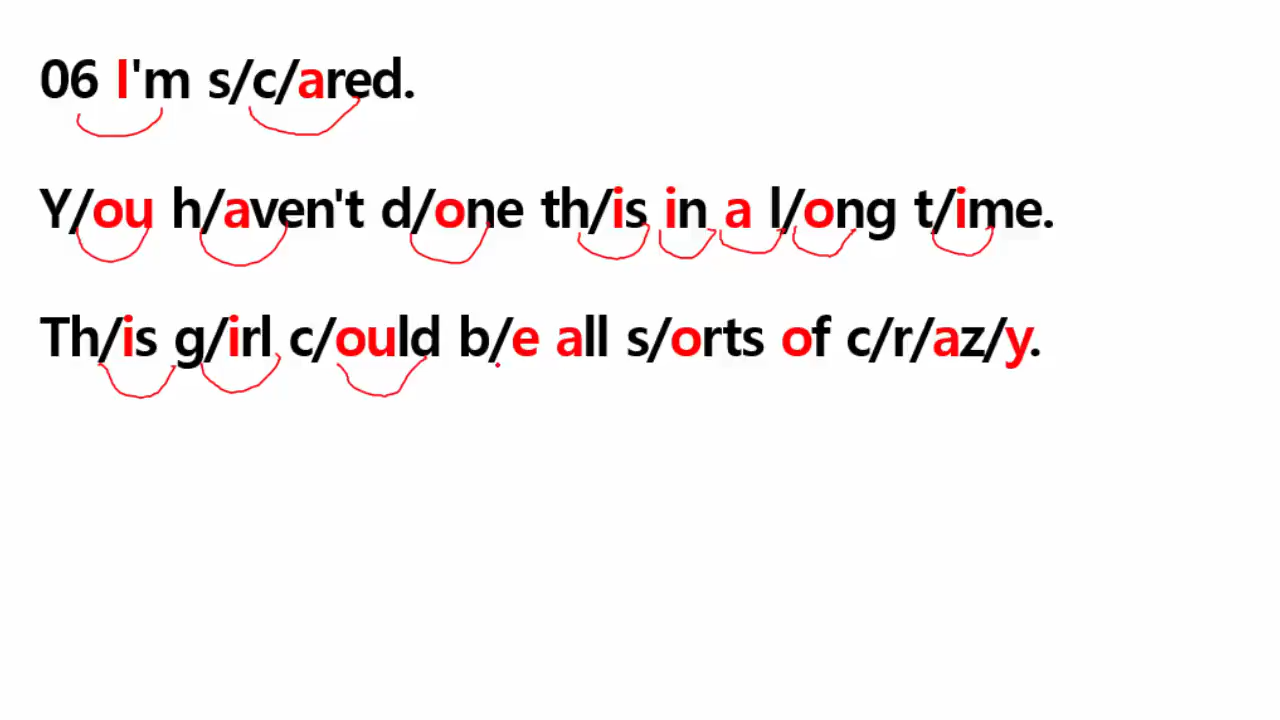 06 I'm s/c/ared.
Y/ou h/aven't d/one th/is in a l/ong t/ime.
Th/is g/irl c/ould b/e all s/orts of c/r/az/y.